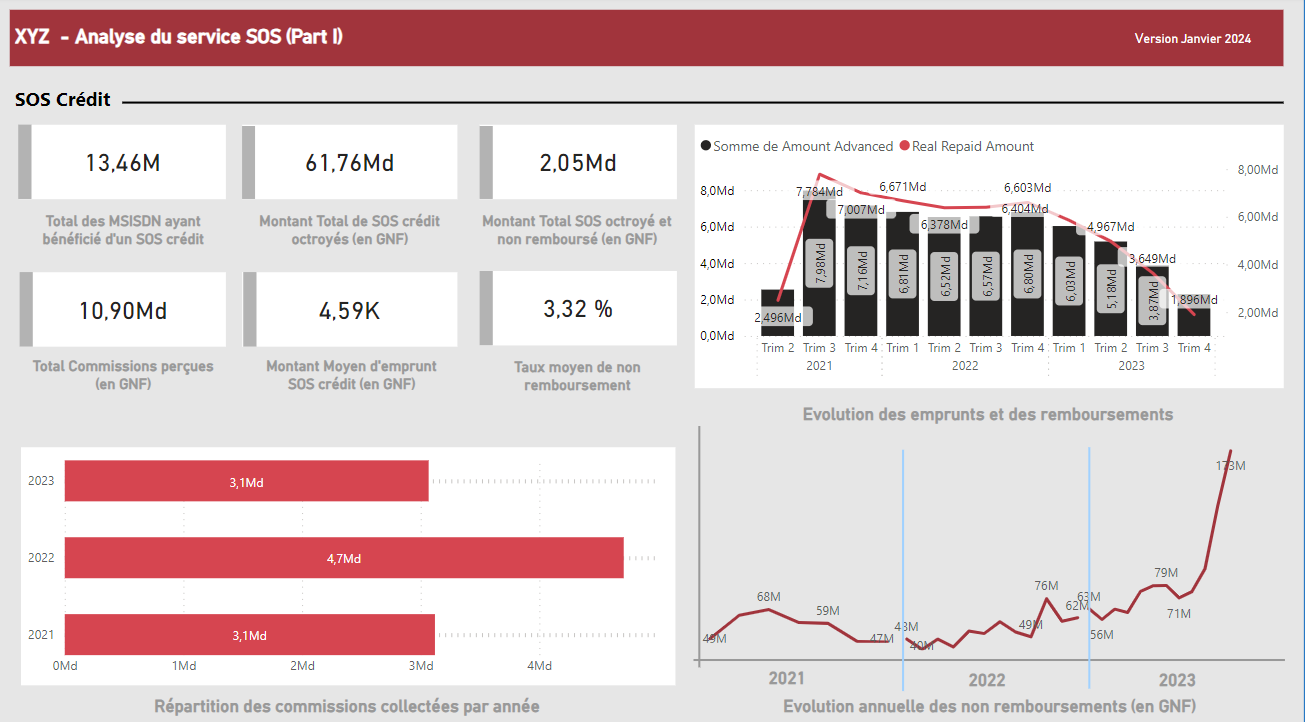 XYZ - Analyse du service SOS (Part I)
Version Janvier 2024
SOS Crédit
13,46M
Total des MSISDN ayant
bénéficié d'un SOS crédit
61,76Md
Montant Total de SOS crédit
octroyés (en GNF)
2,05Md
Montant Total SOS octroyé et
non remboursé (en GNF)
10,90Md
Total Commissions perçues
(en GNF)
4,59K
Montant Moyen d'emprunt
SOS crédit (en GNF)
3,32 %
Taux moyen de non
remboursement
Somme de Amount Advanced Real Repaid Amount
8,0Md
6,0Md
4,0Md
2,0Md
0,0Md
8,00Md
6,00Md
4,00Md
2,00Md
2,496Md
7,784Md
7,007Md
6,671Md
6,378Md
6,603Md
6,404Md
4,967Md
3,649Md
1,896Md
7,98Md
7,16Md
6,81Md
6,52Md
6,57Md
6,80Md
6,03Md
5,18Md
3,87Md
Trim 2 Trim 3 Trim 4 Trim 1 Trim 2 Trim 3 Trim 4 Trim 1 Trim 2 Trim 3 Trim 4
2021 2022 2023
Evolution des emprunts et des remboursements
2023
3,1Md
2022
4,7Md
2021
3,1Md
0Md 1Md 2Md 3Md 4Md
Répartition des commissions collectées par année
49M
68M
59M
47M
43M
40M
49M
76M
62M
63M
56M
79M
71M
173M
2021 2022 2023
Evolution annuelle des non remboursements (en GNF)